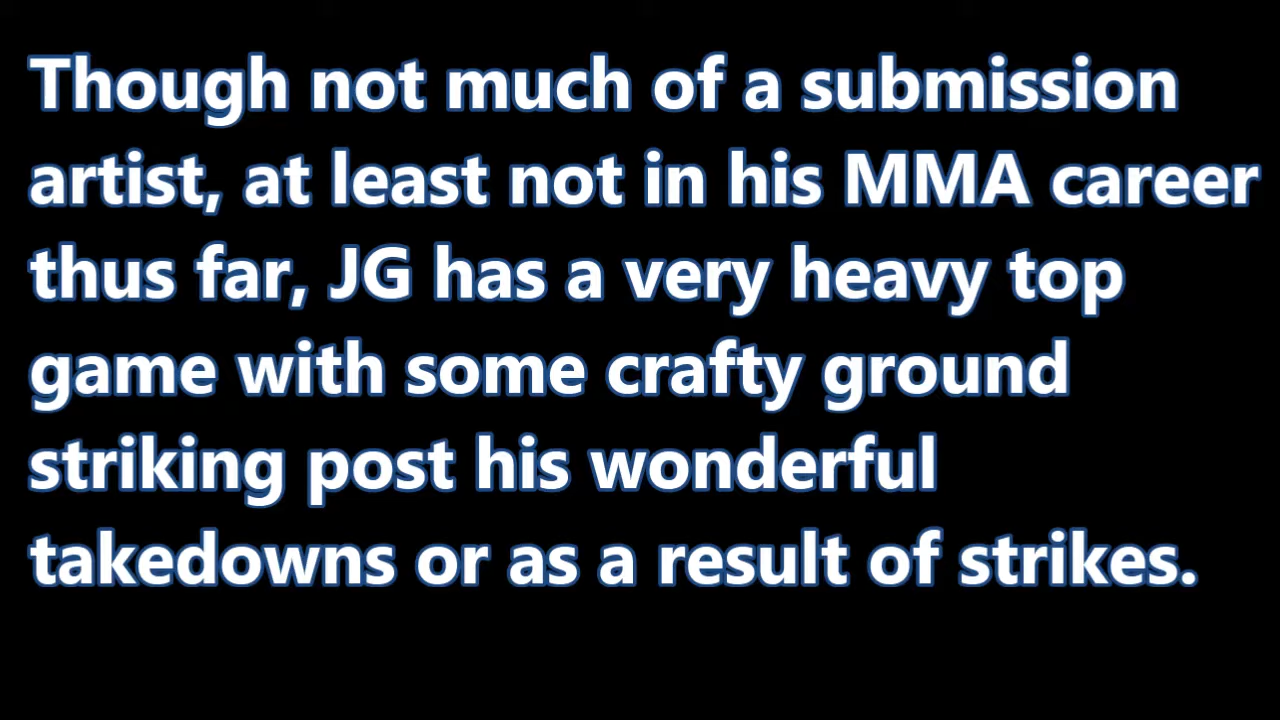 Though not much of a submission
artist, at least not in his MMA career
thus far, JG has a very heavy top
game with some crafty ground
striking post his wonderful
takedowns or as a result of strikes.